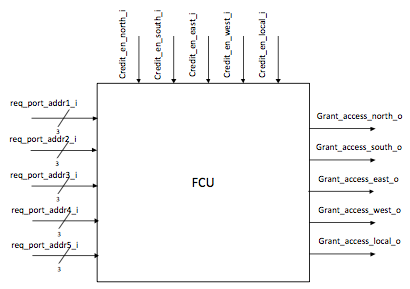 Credit_en_north_i
Credit_en_south_i
Credit_en_east_i
Credit_en_west_i
Credit_en_local_i
req_port_addr1_i
3
req_port_addr2_i
3
req_port_addr3_i
3
req_port_addr4_i
3
req_port_addr5_i
3
FCU
Grant_access_north_o
Grant_access_south_o
Grant_access_east_o
Grant_access_west_o
Grant_access_local_o